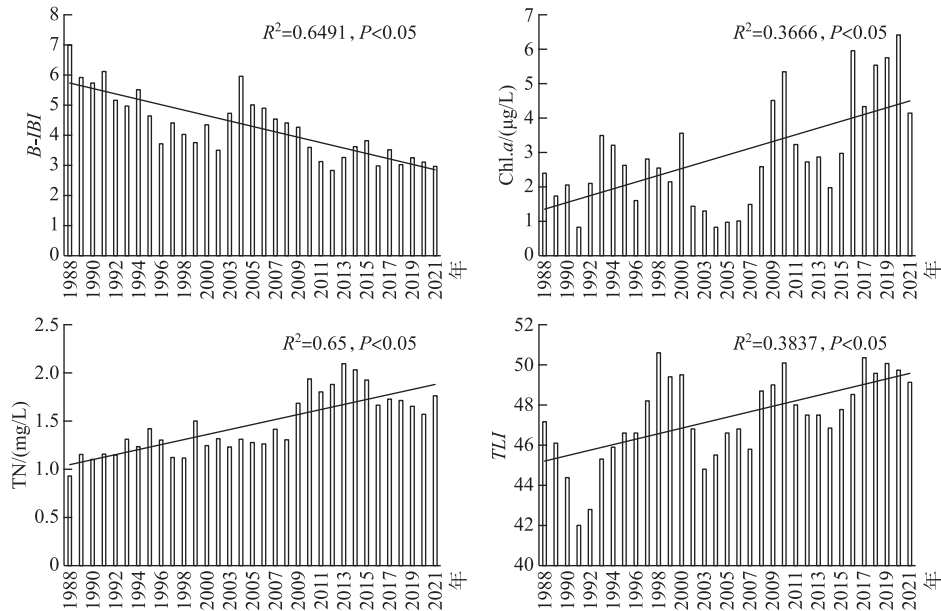 8
7
6
5
4
3
2
1
0
B-IBI
R²=0.6491, P<0.05
1988 1990 1992 1994 1996 1998 2000 2003 2005 2007 2009 2011 2013 2015 2017 2019 2021 年
7
6
5
4
3
2
1
0
Chl.a/(μg/L)
R²=0.3666, P<0.05
1988 1990 1992 1994 1996 1998 2000 2003 2005 2007 2009 2011 2013 2015 2017 2019 2021 年
2.5
2.0
1.5
1.0
0.5
0
TN/(mg/L)
R²=0.65, P<0.05
1988 1990 1992 1994 1996 1998 2000 2003 2005 2007 2009 2011 2013 2015 2017 2019 2021 年
52
50
48
46
44
42
40
TLI
R²=0.3837, P<0.05
1988 1990 1992 1994 1996 1998 2000 2003 2005 2007 2009 2011 2013 2015 2017 2019 2021 年